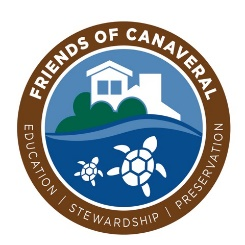 FRIENDS OF CANAVERAL
EDUCATION | STEWARDSHIP | PRESERVATION